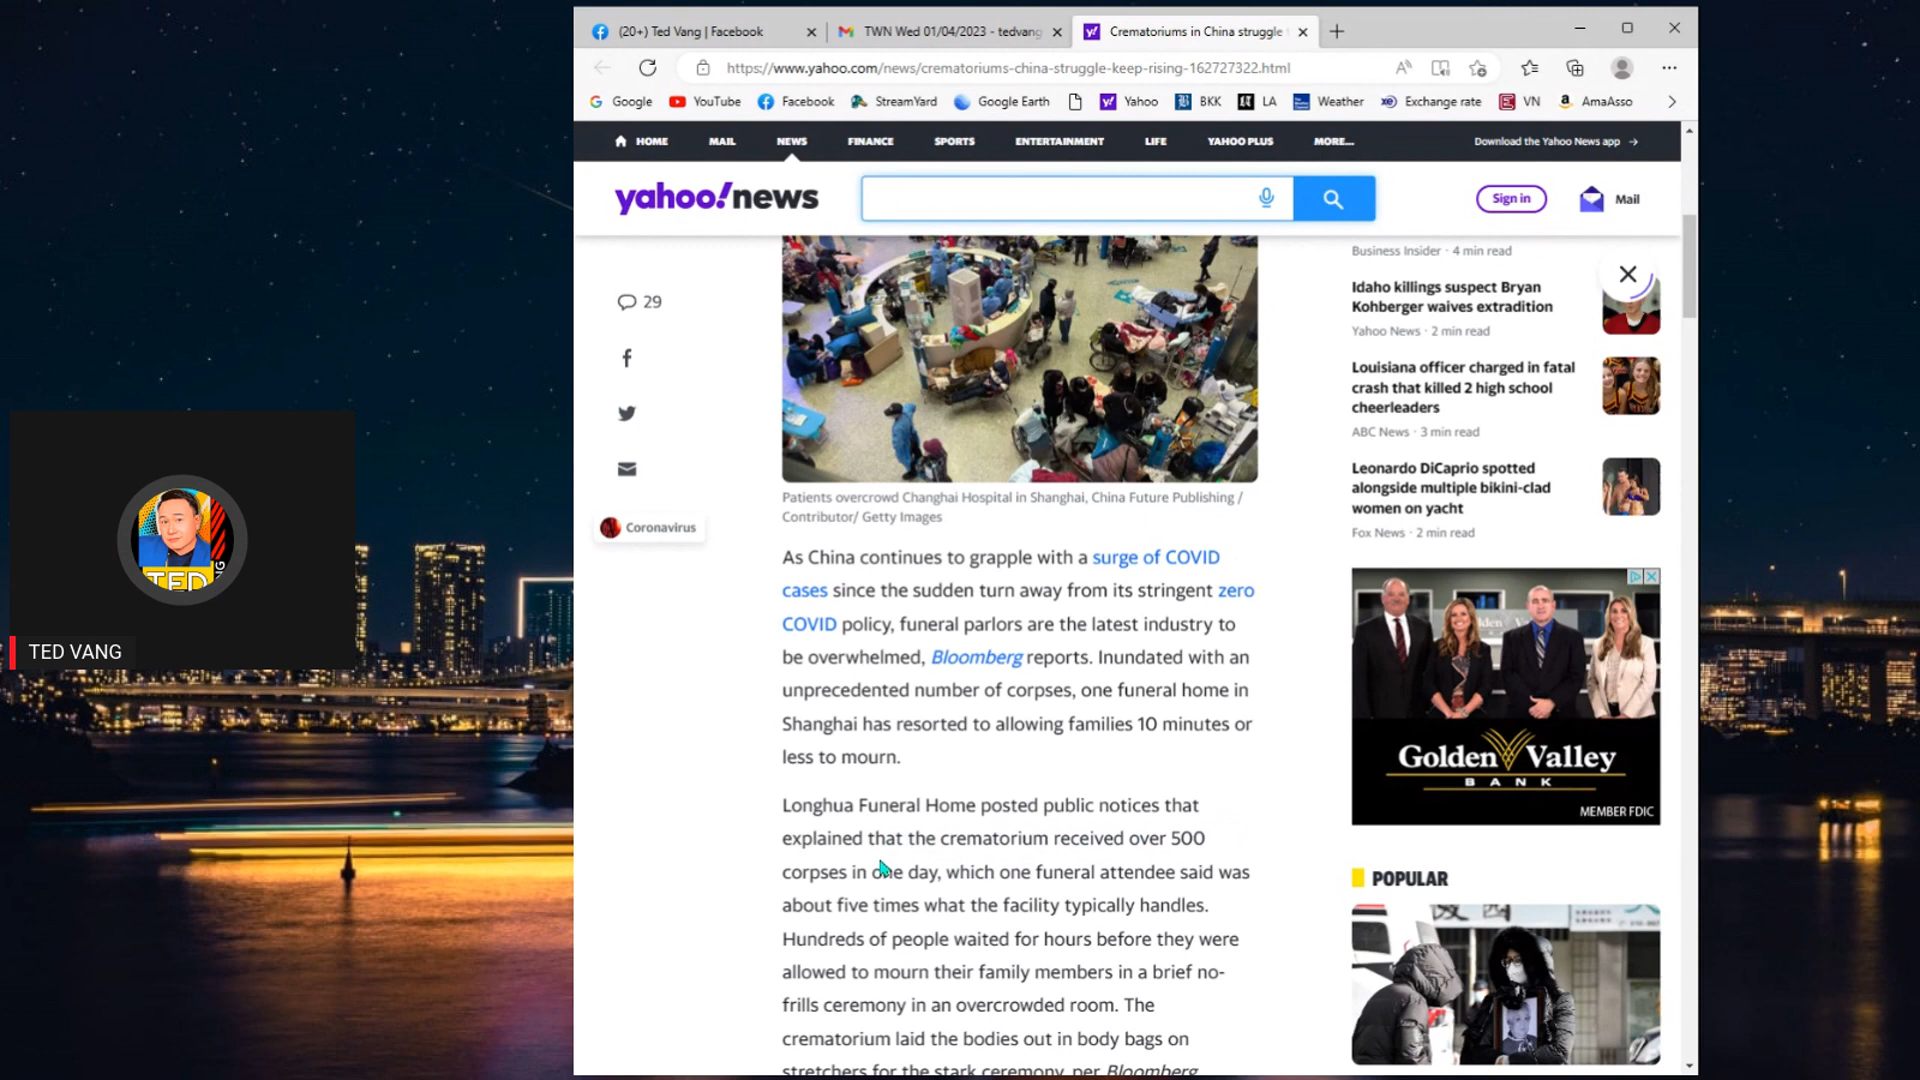 (20+) Ted Vang | Facebook
TWN Wed 01/04/2023 - tedvang
Crematoriums in China struggle
https://www.yahoo.com/news/crematoriums-china-struggle-keep-rising-162727322.html
Google
YouTube
Facebook
StreamYard
Google Earth
Yahoo
BKK
LA
Weather
Exchange rate
VN
AmaAsso
HOME
MAIL
NEWS
FINANCE
SPORTS
ENTERTAINMENT
LIFE
YAHOO PLUS
MORE...
Download the Yahoo News app →
yahoo!news
Sign in
Mail
29
Coronavirus
Patients overcrowd Changhai Hospital in Shanghai, China Future Publishing /
Contributor/ Getty Images
As China continues to grapple with a surge of COVID
cases since the sudden turn away from its stringent zero
COVID policy, funeral parlors are the latest industry to
be overwhelmed, Bloomberg reports. Inundated with an
unprecedented number of corpses, one funeral home in
Shanghai has resorted to allowing families 10 minutes or
less to mourn.
Longhua Funeral Home posted public notices that
explained that the crematorium received over 500
corpses in one day, which one funeral attendee said was
about five times what the facility typically handles.
Hundreds of people waited for hours before they were
allowed to mourn their family members in a brief no-
frills ceremony in an overcrowded room. The
crematorium laid the bodies out in body bags on
stretchers for the stark ceremony, per Bloomberg.
Business Insider · 4 min read
Idaho killings suspect Bryan
Kohberger waives extradition
Yahoo News · 2 min read
Louisiana officer charged in fatal
crash that killed 2 high school
cheerleaders
ABC News · 3 min read
Leonardo DiCaprio spotted
alongside multiple bikini-clad
women on yacht
Fox News · 2 min read
Golden Valley
BANK
MEMBER FDIC
POPULAR
TED
TED VANG